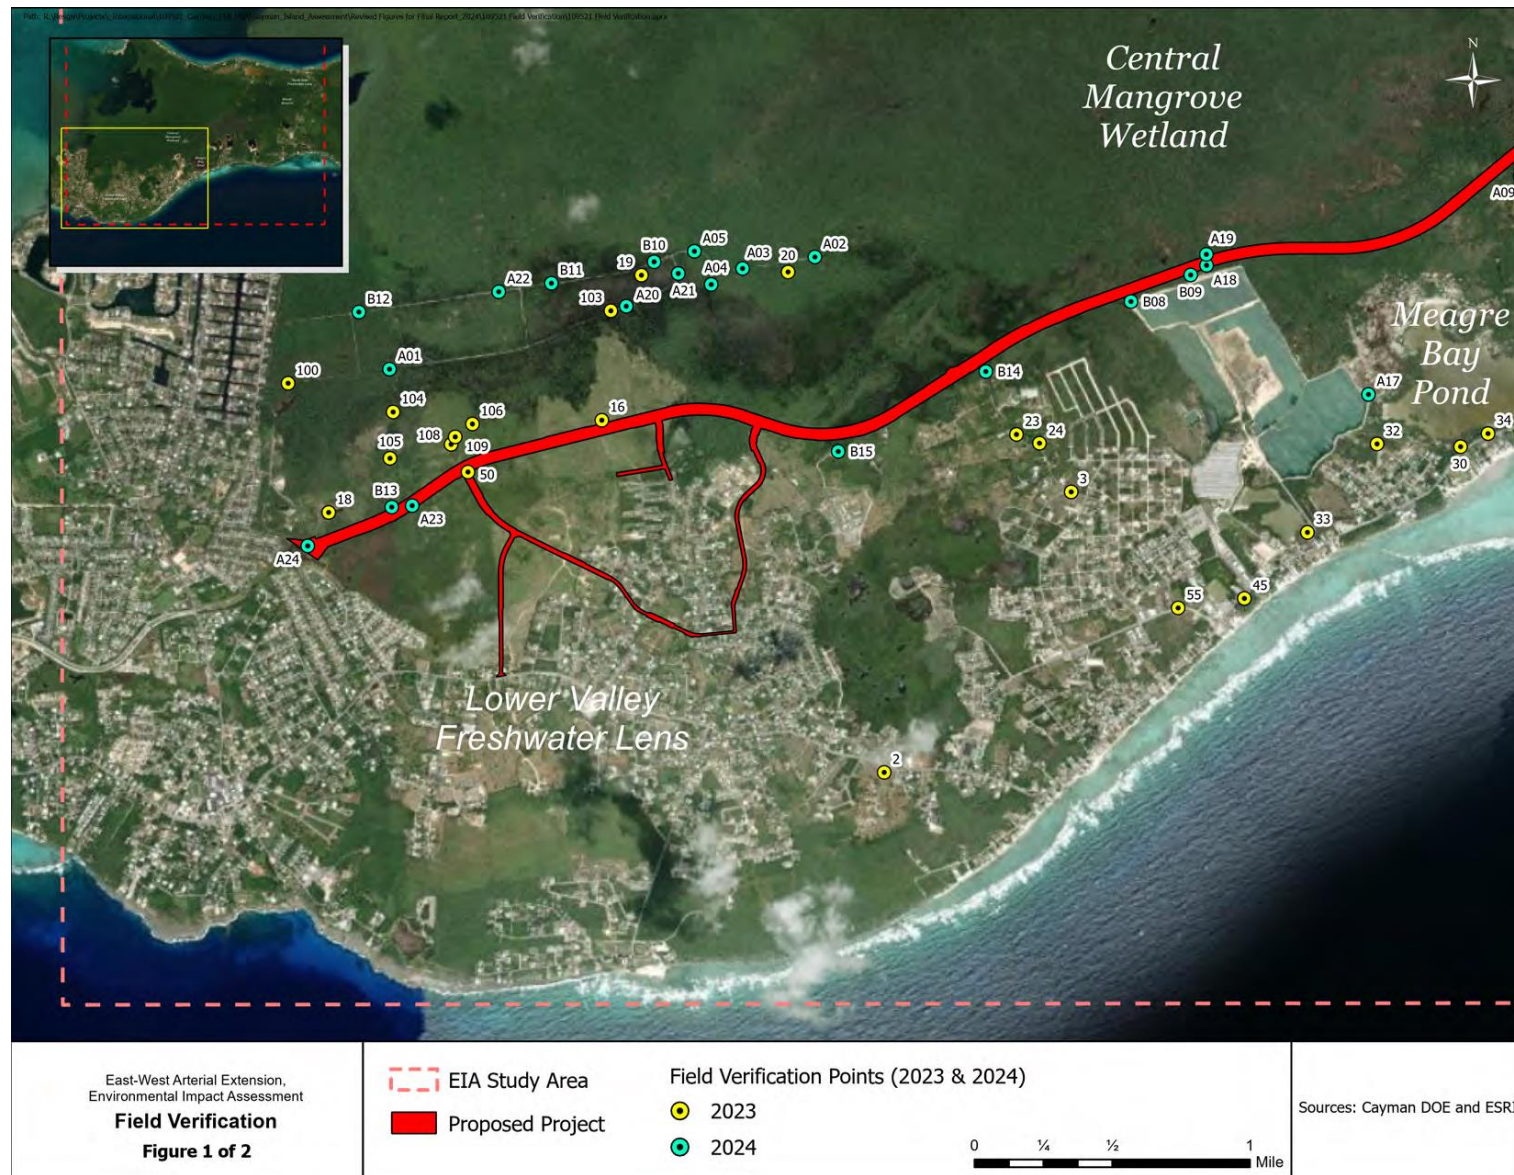 Central
Mangrove
Wetland
N
A09
A19
A18
B09
B08
Meagre
Bay
Pond
A05
B10
A03
20
A02
19
A04
A21
B11
A22
103
A20
B12
A01
100
104
106
16
108
109
105
50
B14
B15
A17
23
24
32
34
30
3
33
18
B13
A23
A24
55
45
Lower Valley
Freshwater Lens
2
East-West Arterial Extension,
Environmental Impact Assessment
Field Verification
Figure 1 of 2
EIA Study Area
Proposed Project
Field Verification Points (2023 & 2024)
2023
2024
0 ¼ ½ 1
Mile
Sources: Cayman DOE and ESRI